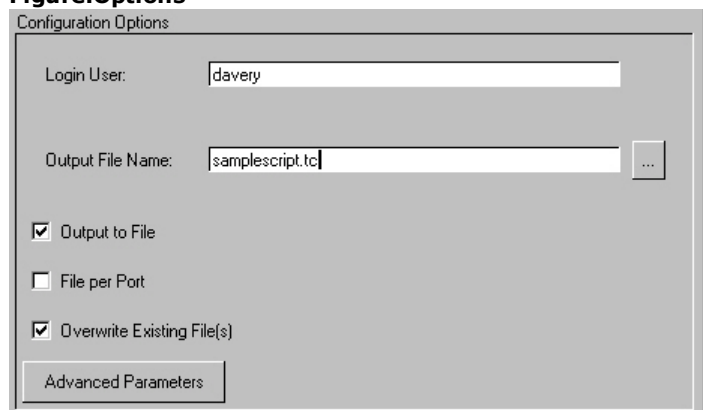 Figure:Options
Configuration Options
Login User: davery
Output File Name: samplescript.tc ...
Output to File
File per Port
Overwrite Existing File(s)
Advanced Parameters